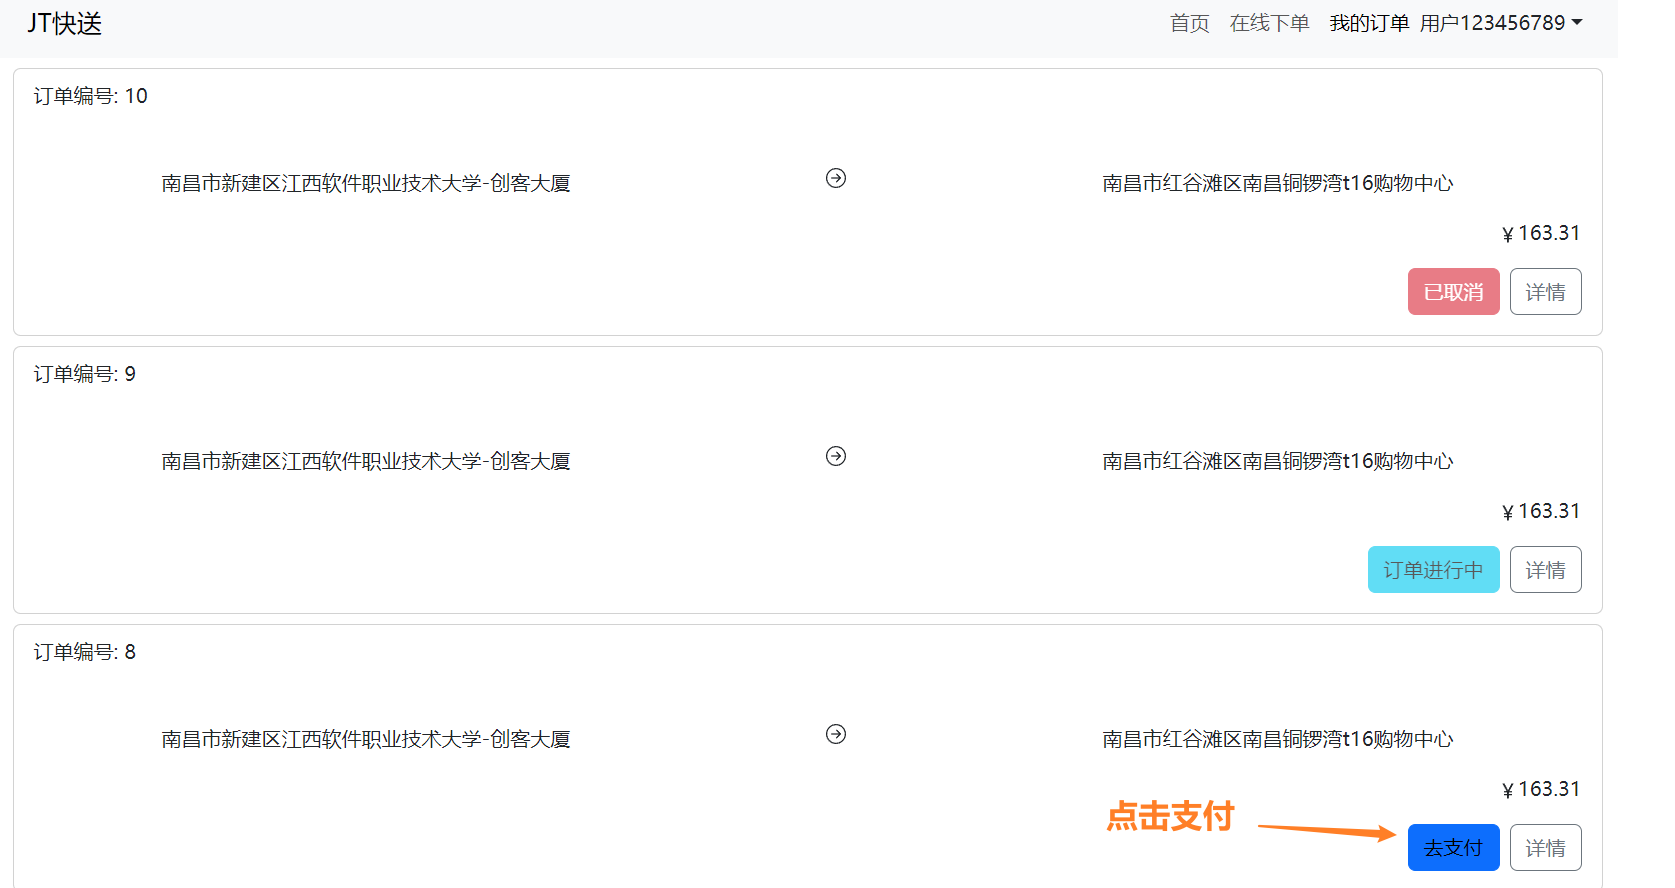 JT快送
首页 在线下单 我的订单 用户123456789
订单编号: 10
南昌市新建区江西软件职业技术大学-创客大厦
南昌市红谷滩区南昌铜锣湾t16购物中心
￥163.31
已取消 详情
订单编号: 9
南昌市新建区江西软件职业技术大学-创客大厦
南昌市红谷滩区南昌铜锣湾t16购物中心
￥163.31
订单进行中 详情
订单编号: 8
南昌市新建区江西软件职业技术大学-创客大厦
南昌市红谷滩区南昌铜锣湾t16购物中心
￥163.31
点击支付
去支付 详情